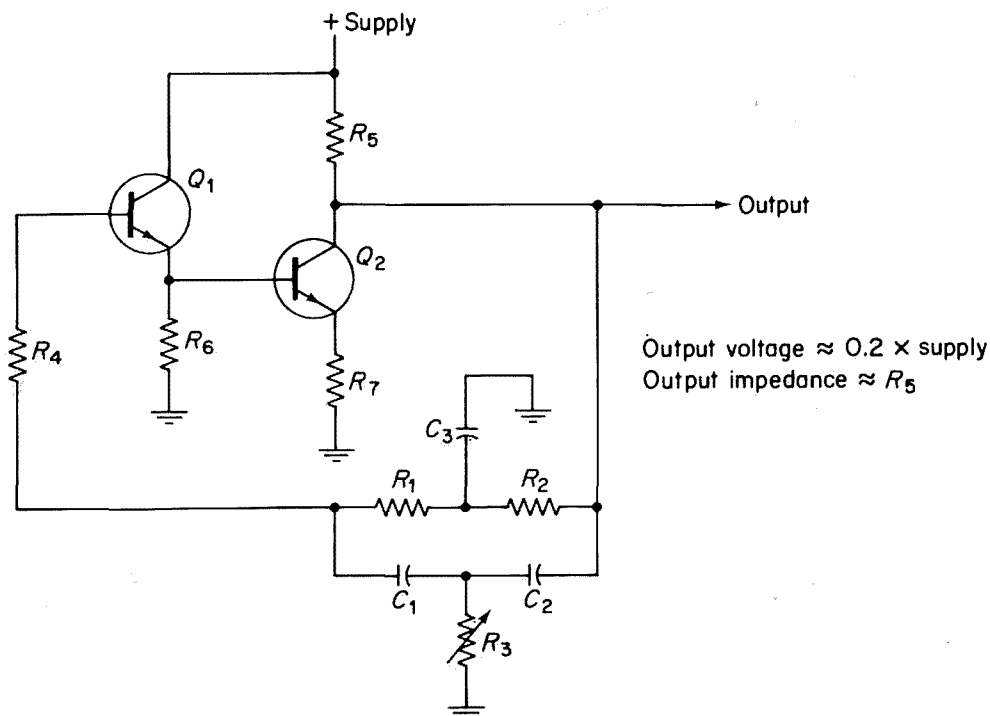 + Supply
R5
Q1
Output
Q2
R4
R6
R7
Output voltage ≈ 0.2 × supply
Output impedance ≈ R5
C3
R1
R2
C1
C2
R3